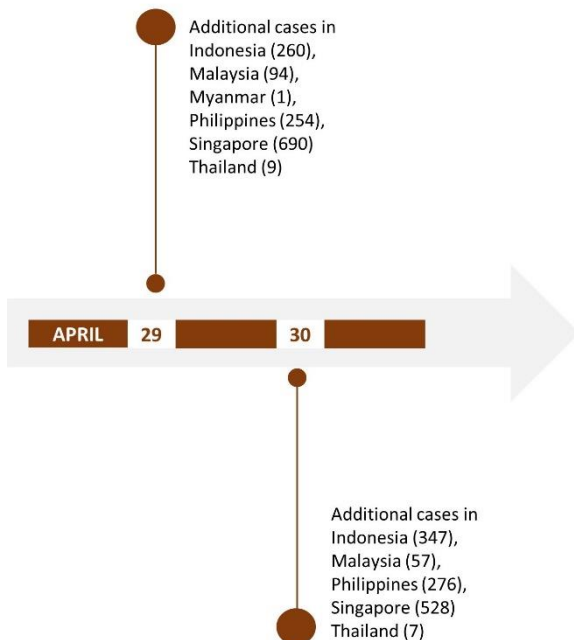 Additional cases in
Indonesia (260),
Malaysia (94),
Myanmar (1),
Philippines (254),
Singapore (690)
Thailand (9)
APRIL 29 30
Additional cases in
Indonesia (347),
Malaysia (57),
Philippines (276),
Singapore (528)
Thailand (7)